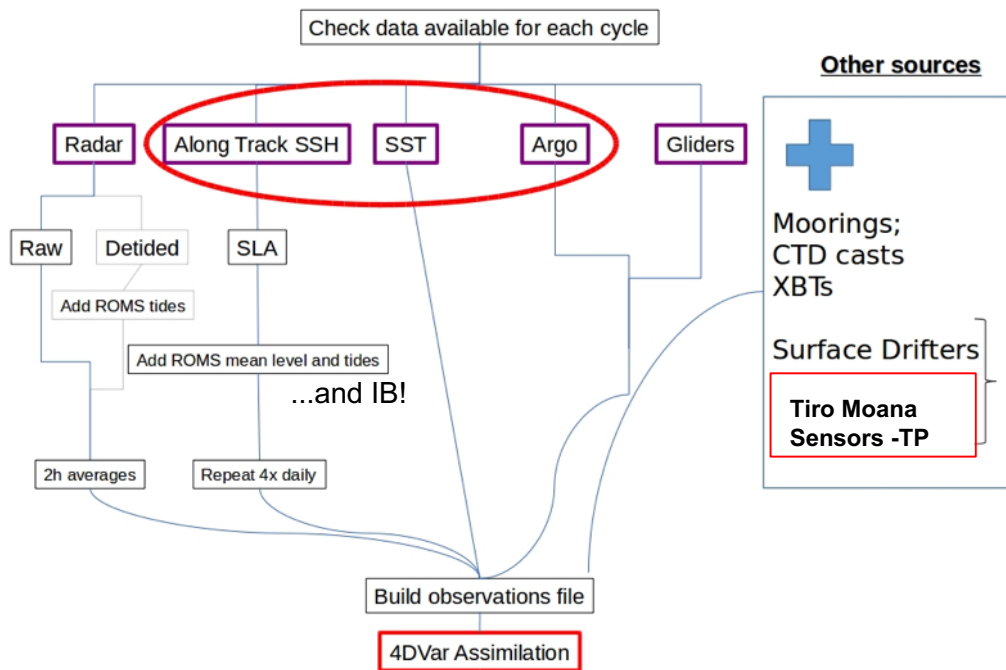 Check data available for each cycle
Other sources
Radar
Along Track SSH
SST
Argo
Gliders
Raw
Detided
SLA
Add ROMS tides
Add ROMS mean level and tides
...and IB!
2h averages
Repeat 4x daily
Moorings;
CTD casts
XBTs
Surface Drifters
Tiro Moana
Sensors -TP
Build observations file
4DVar Assimilation